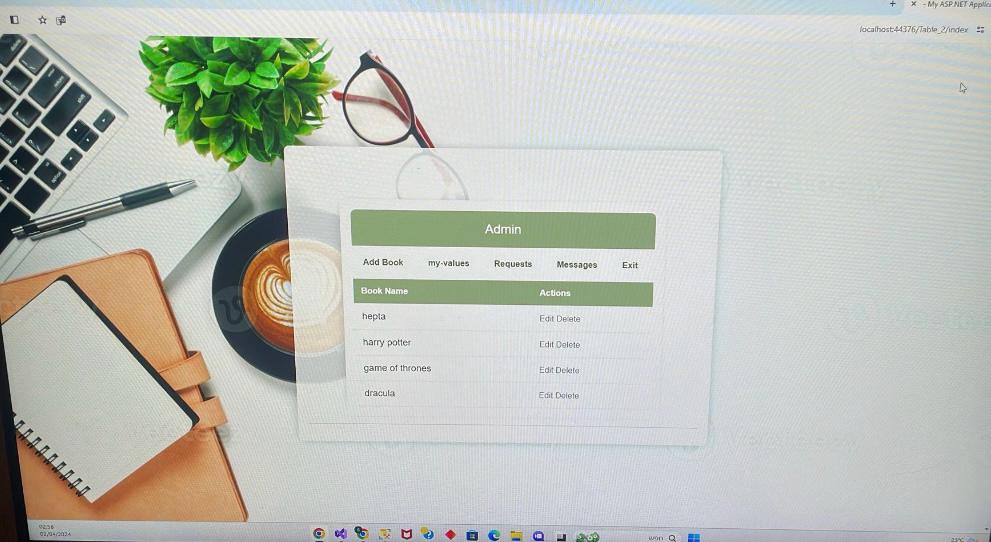 - My ASP.NET Applic
localhost:44376/Table_2/index
Admin
Add Book my-values Requests Messages Exit
Book Name Actions
hepta Edit Delete
harry potter Edit Delete
game of thrones Edit Delete
dracula Edit Delete
02:56
02/04/2024
23°C